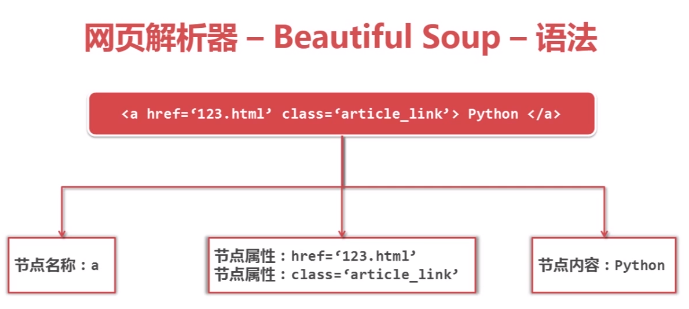 网页解析器 – Beautiful Soup – 语法
<a href=‘123.html’ class=‘article_link’> Python </a>
节点名称：a
节点属性：href=‘123.html’
节点属性：class=‘article_link’
节点内容：Python